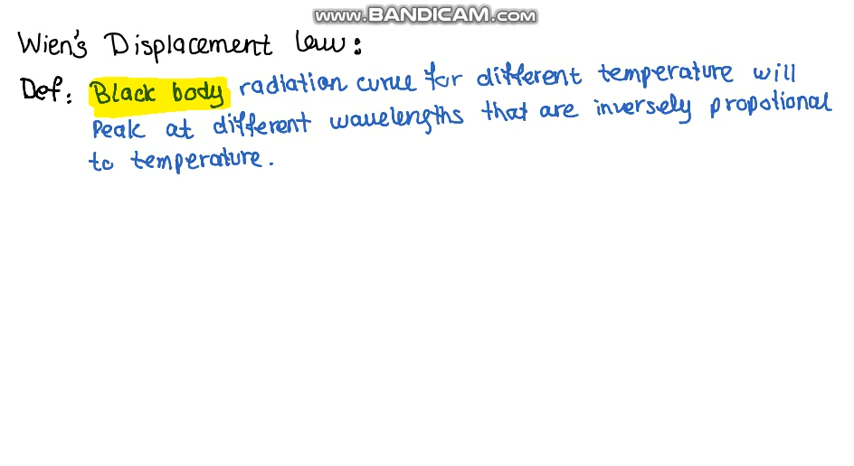 www.BANDICAM.com
Wien's Displacement law:
Def: Black body radiation curve for different temperature will
Peak at different wavelengths that are inversely propotional
to temperature.